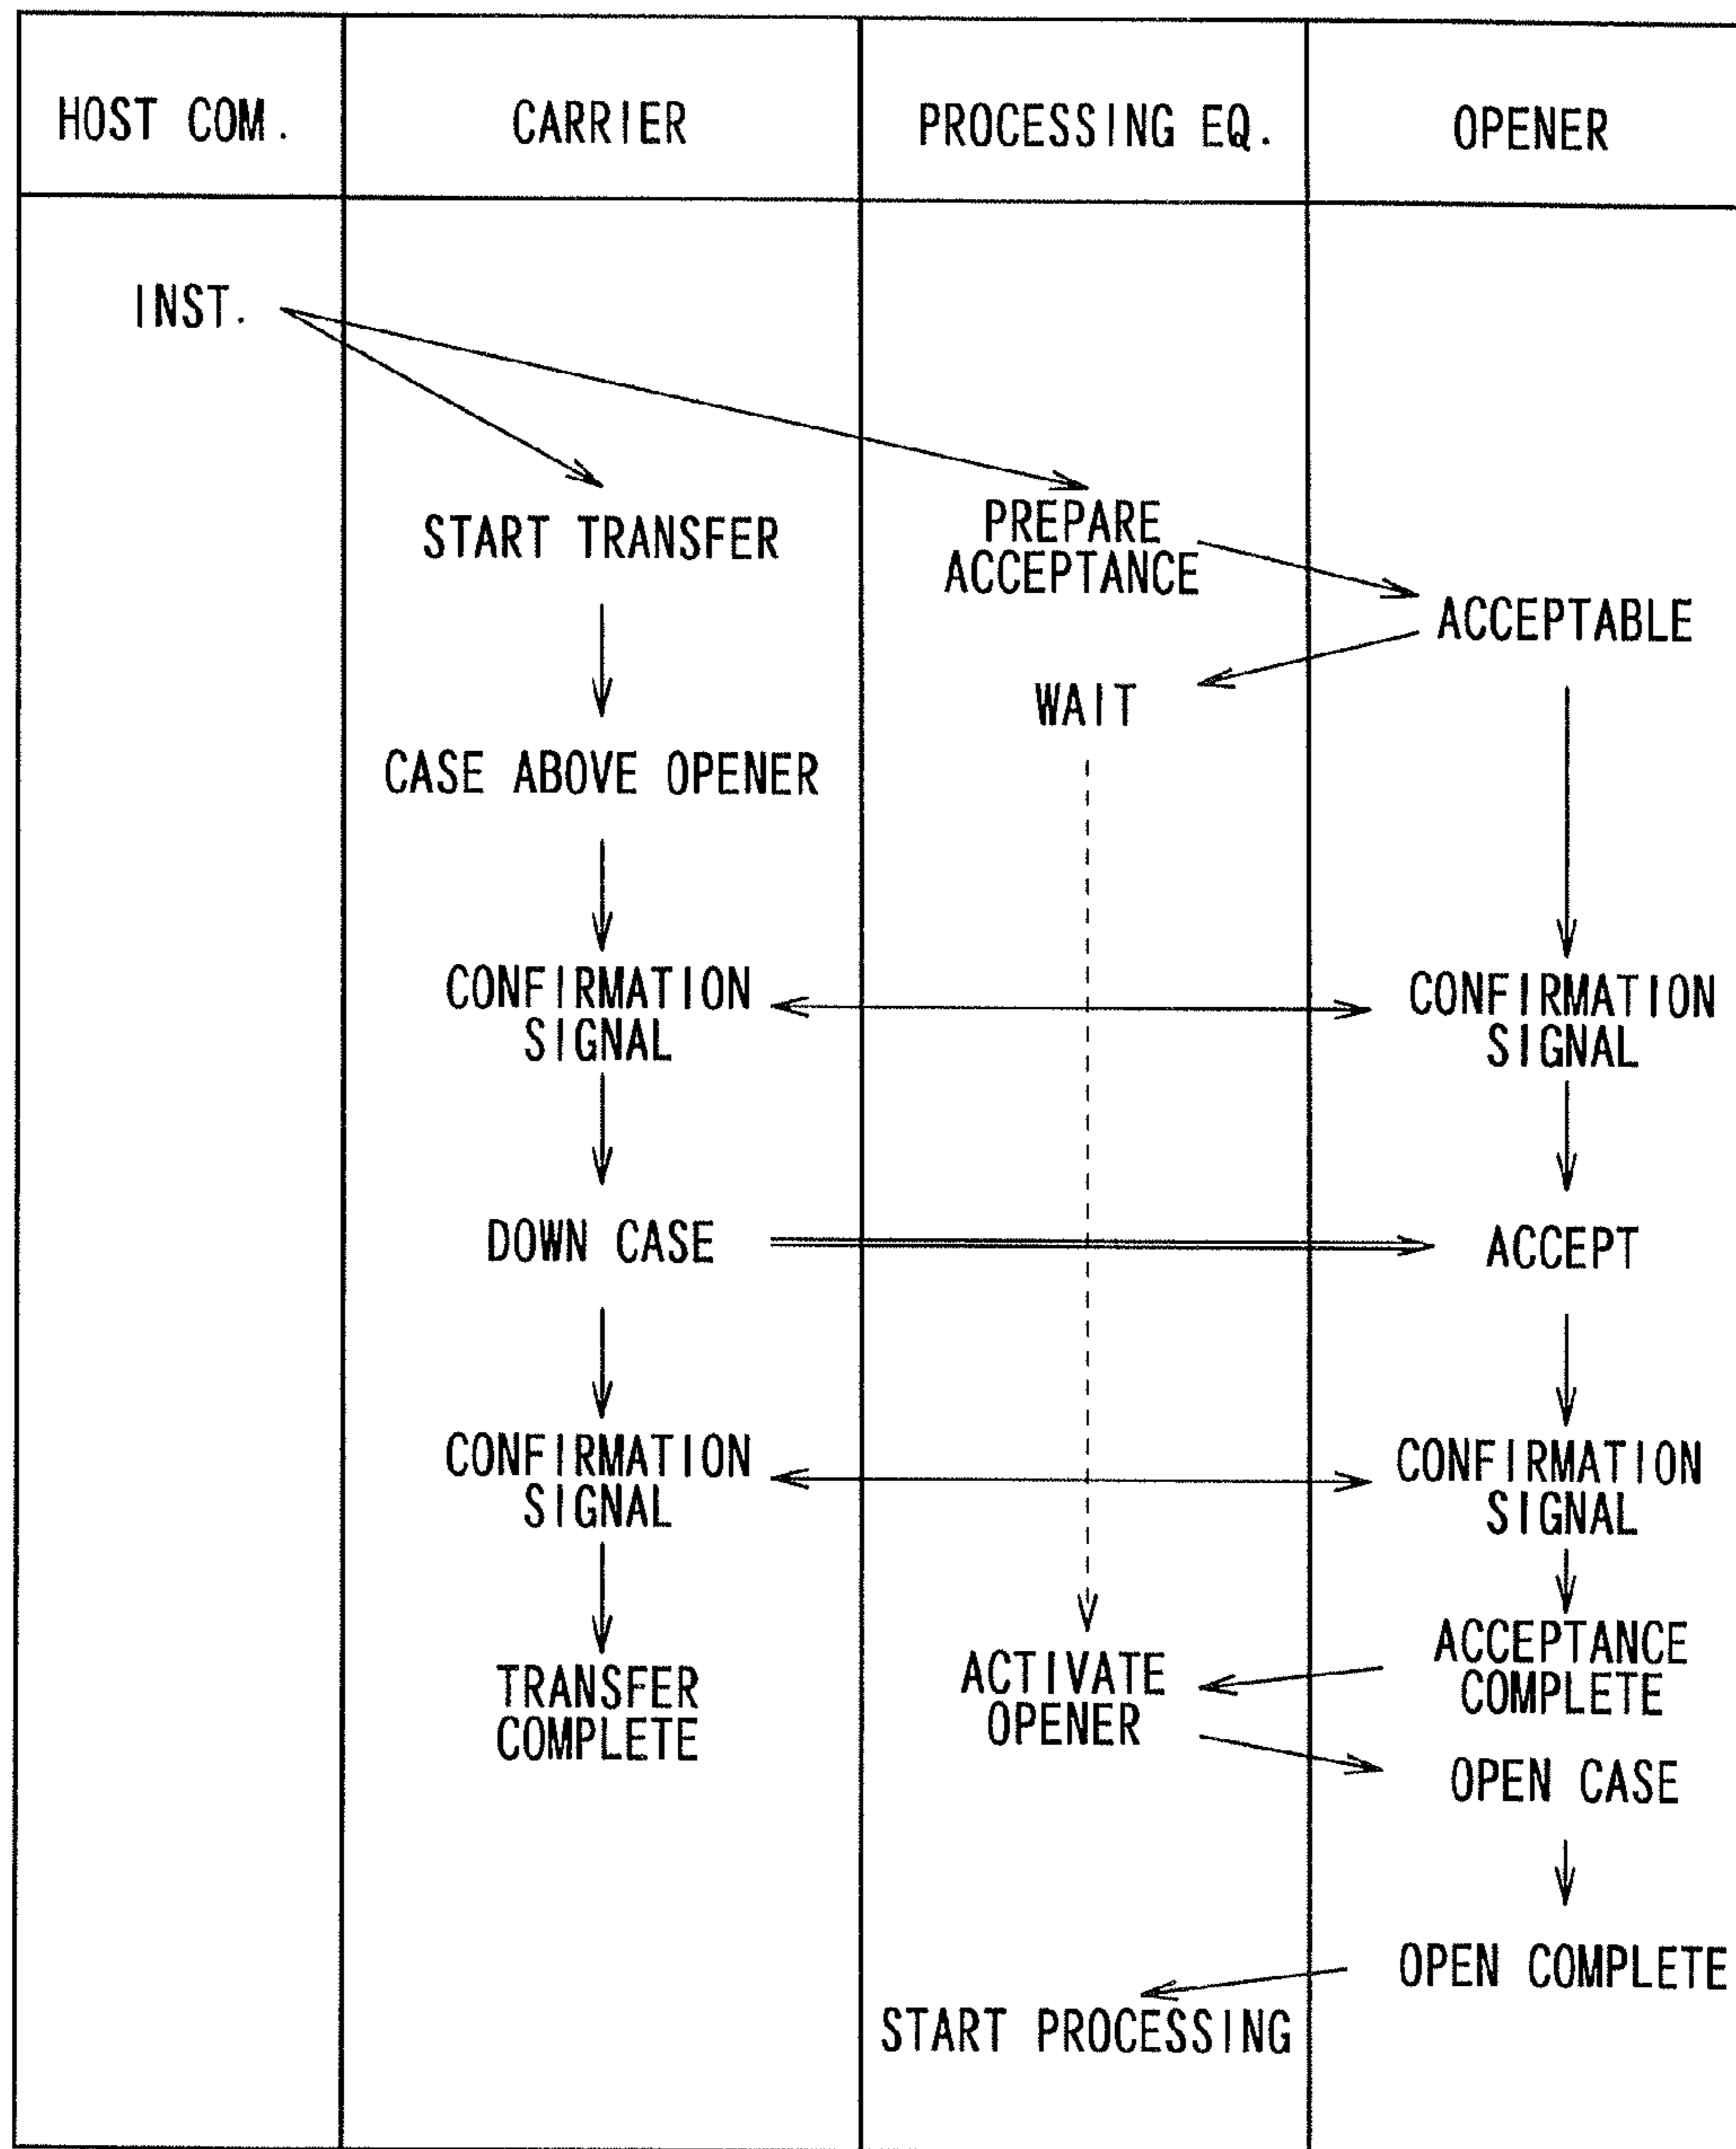 HOST COM.
CARRIER
PROCESSING EQ.
OPENER
INST.
START TRANSFER
PREPARE
ACCEPTANCE
ACCEPTABLE
WAIT
CASE ABOVE OPENER
CONFIRMATION
SIGNAL
CONFIRMATION
SIGNAL
DOWN CASE
ACCEPT
CONFIRMATION
SIGNAL
CONFIRMATION
SIGNAL
TRANSFER
COMPLETE
ACTIVATE
OPENER
ACCEPTANCE
COMPLETE
OPEN CASE
OPEN COMPLETE
START PROCESSING